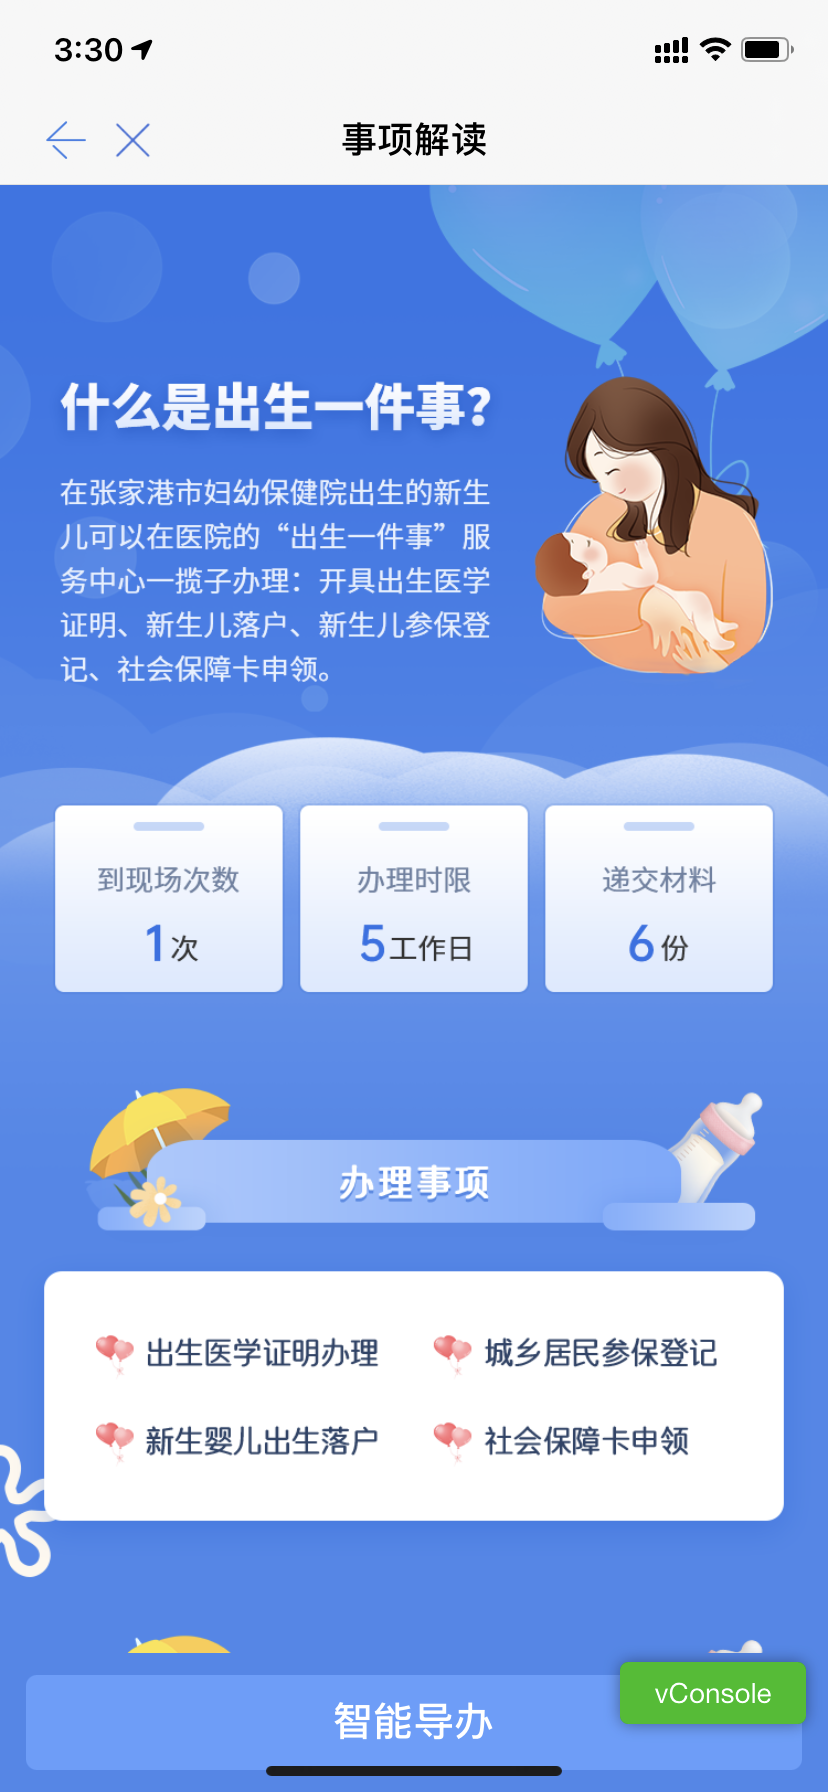 3:30
事项解读
什么是出生一件事?
在张家港市妇幼保健院出生的新生
儿可以在医院的“出生一件事”服
务中心一揽子办理：开具出生医学
证明、新生儿落户、新生儿参保登
记、社会保障卡申领。
到现场次数 办理时限 递交材料
1次 5工作日 6份
办理事项
出生医学证明办理 城乡居民参保登记
新生婴儿出生落户 社会保障卡申领
vConsole
智能导办